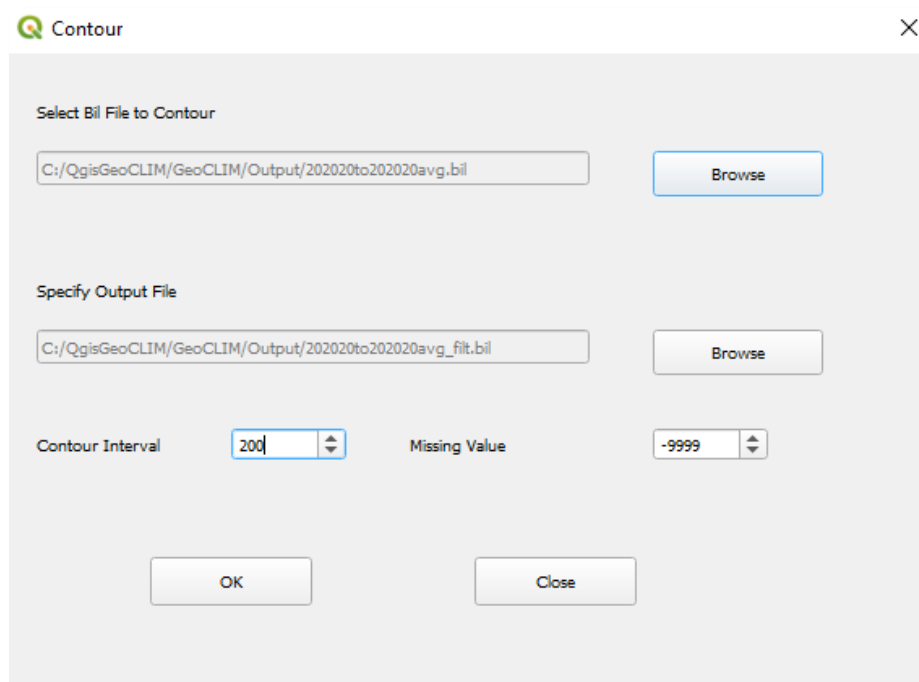 Contour
Select Bil File to Contour
C:/QgisGeoCLIM/GeoCLIM/Output/202020to202020avg.bil
Browse
Specify Output File
C:/QgisGeoCLIM/GeoCLIM/Output/202020to202020avg_filt.bil
Browse
Contour Interval 200 Missing Value -9999
OK Close